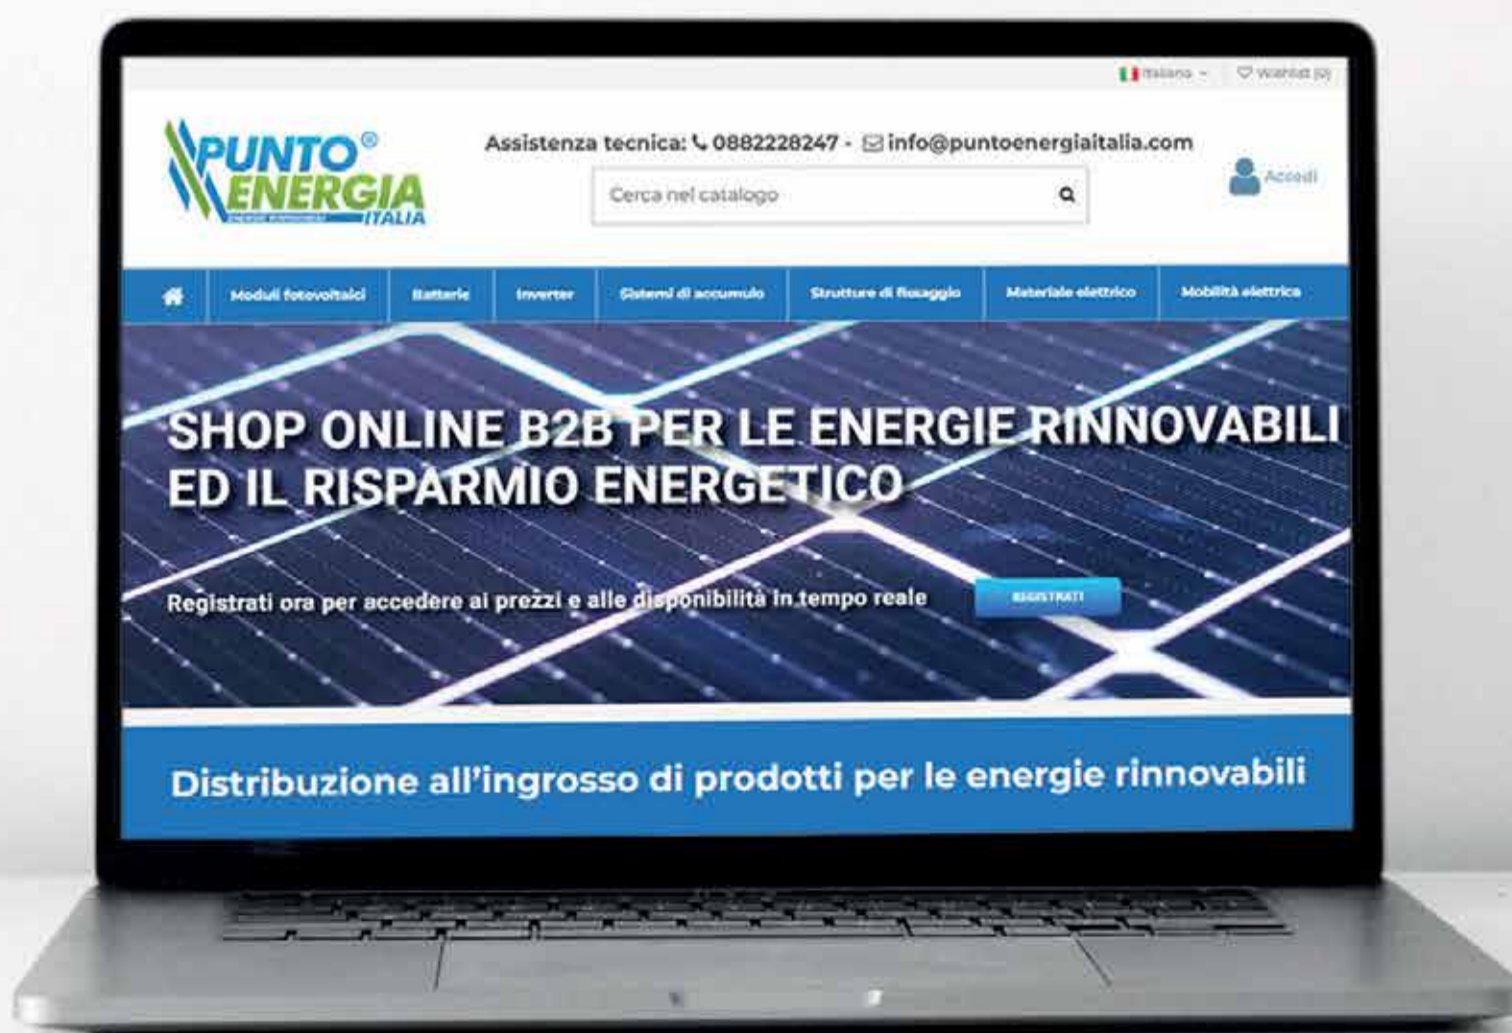 Italiano
Wishlist (0)
PUNTO®
ENERGIA
ITALIA
Assistenza tecnica: 0882228247 - info@puntoenergiaitalia.com
Cerca nel catalogo
Accedi
Moduli fotovoltaici Batterie Inverter Sistemi di accumulo Strutture di fissaggio Materiale elettrico Mobilità elettrica
SHOP ONLINE B2B PER LE ENERGIE RINNOVABILI
ED IL RISPARMIO ENERGETICO
Registrati ora per accedere ai prezzi e alle disponibilità in tempo reale
REGISTRATI
Distribuzione all'ingrosso di prodotti per le energie rinnovabili